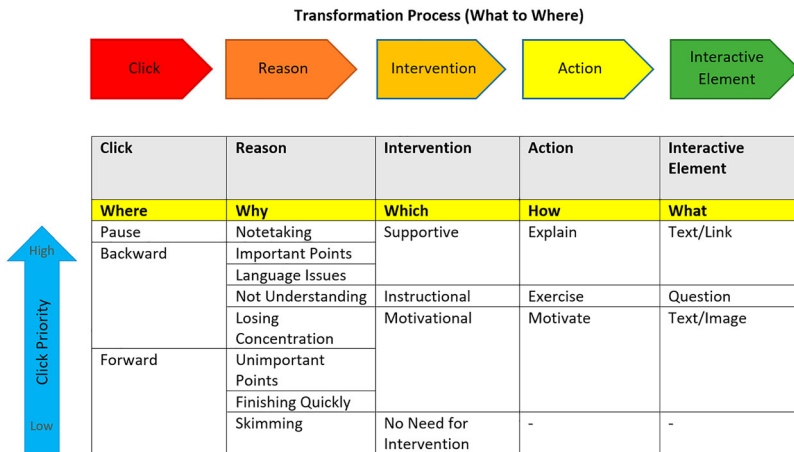 Transformation Process (What to Where)
Click
Reason
Intervention
Action
Interactive
Element
Click
Reason
Intervention
Action
Interactive
Element
Where
Why
Which
How
What
Pause
Notetaking
Supportive
Explain
Text/Link
Backward
Important Points
Language Issues
Not Understanding
Instructional
Exercise
Question
Losing
Concentration
Motivational
Motivate
Text/Image
Forward
Unimportant
Points
Finishing Quickly
Skimming
No Need for
Intervention
-
-
High
Click Priority
Low